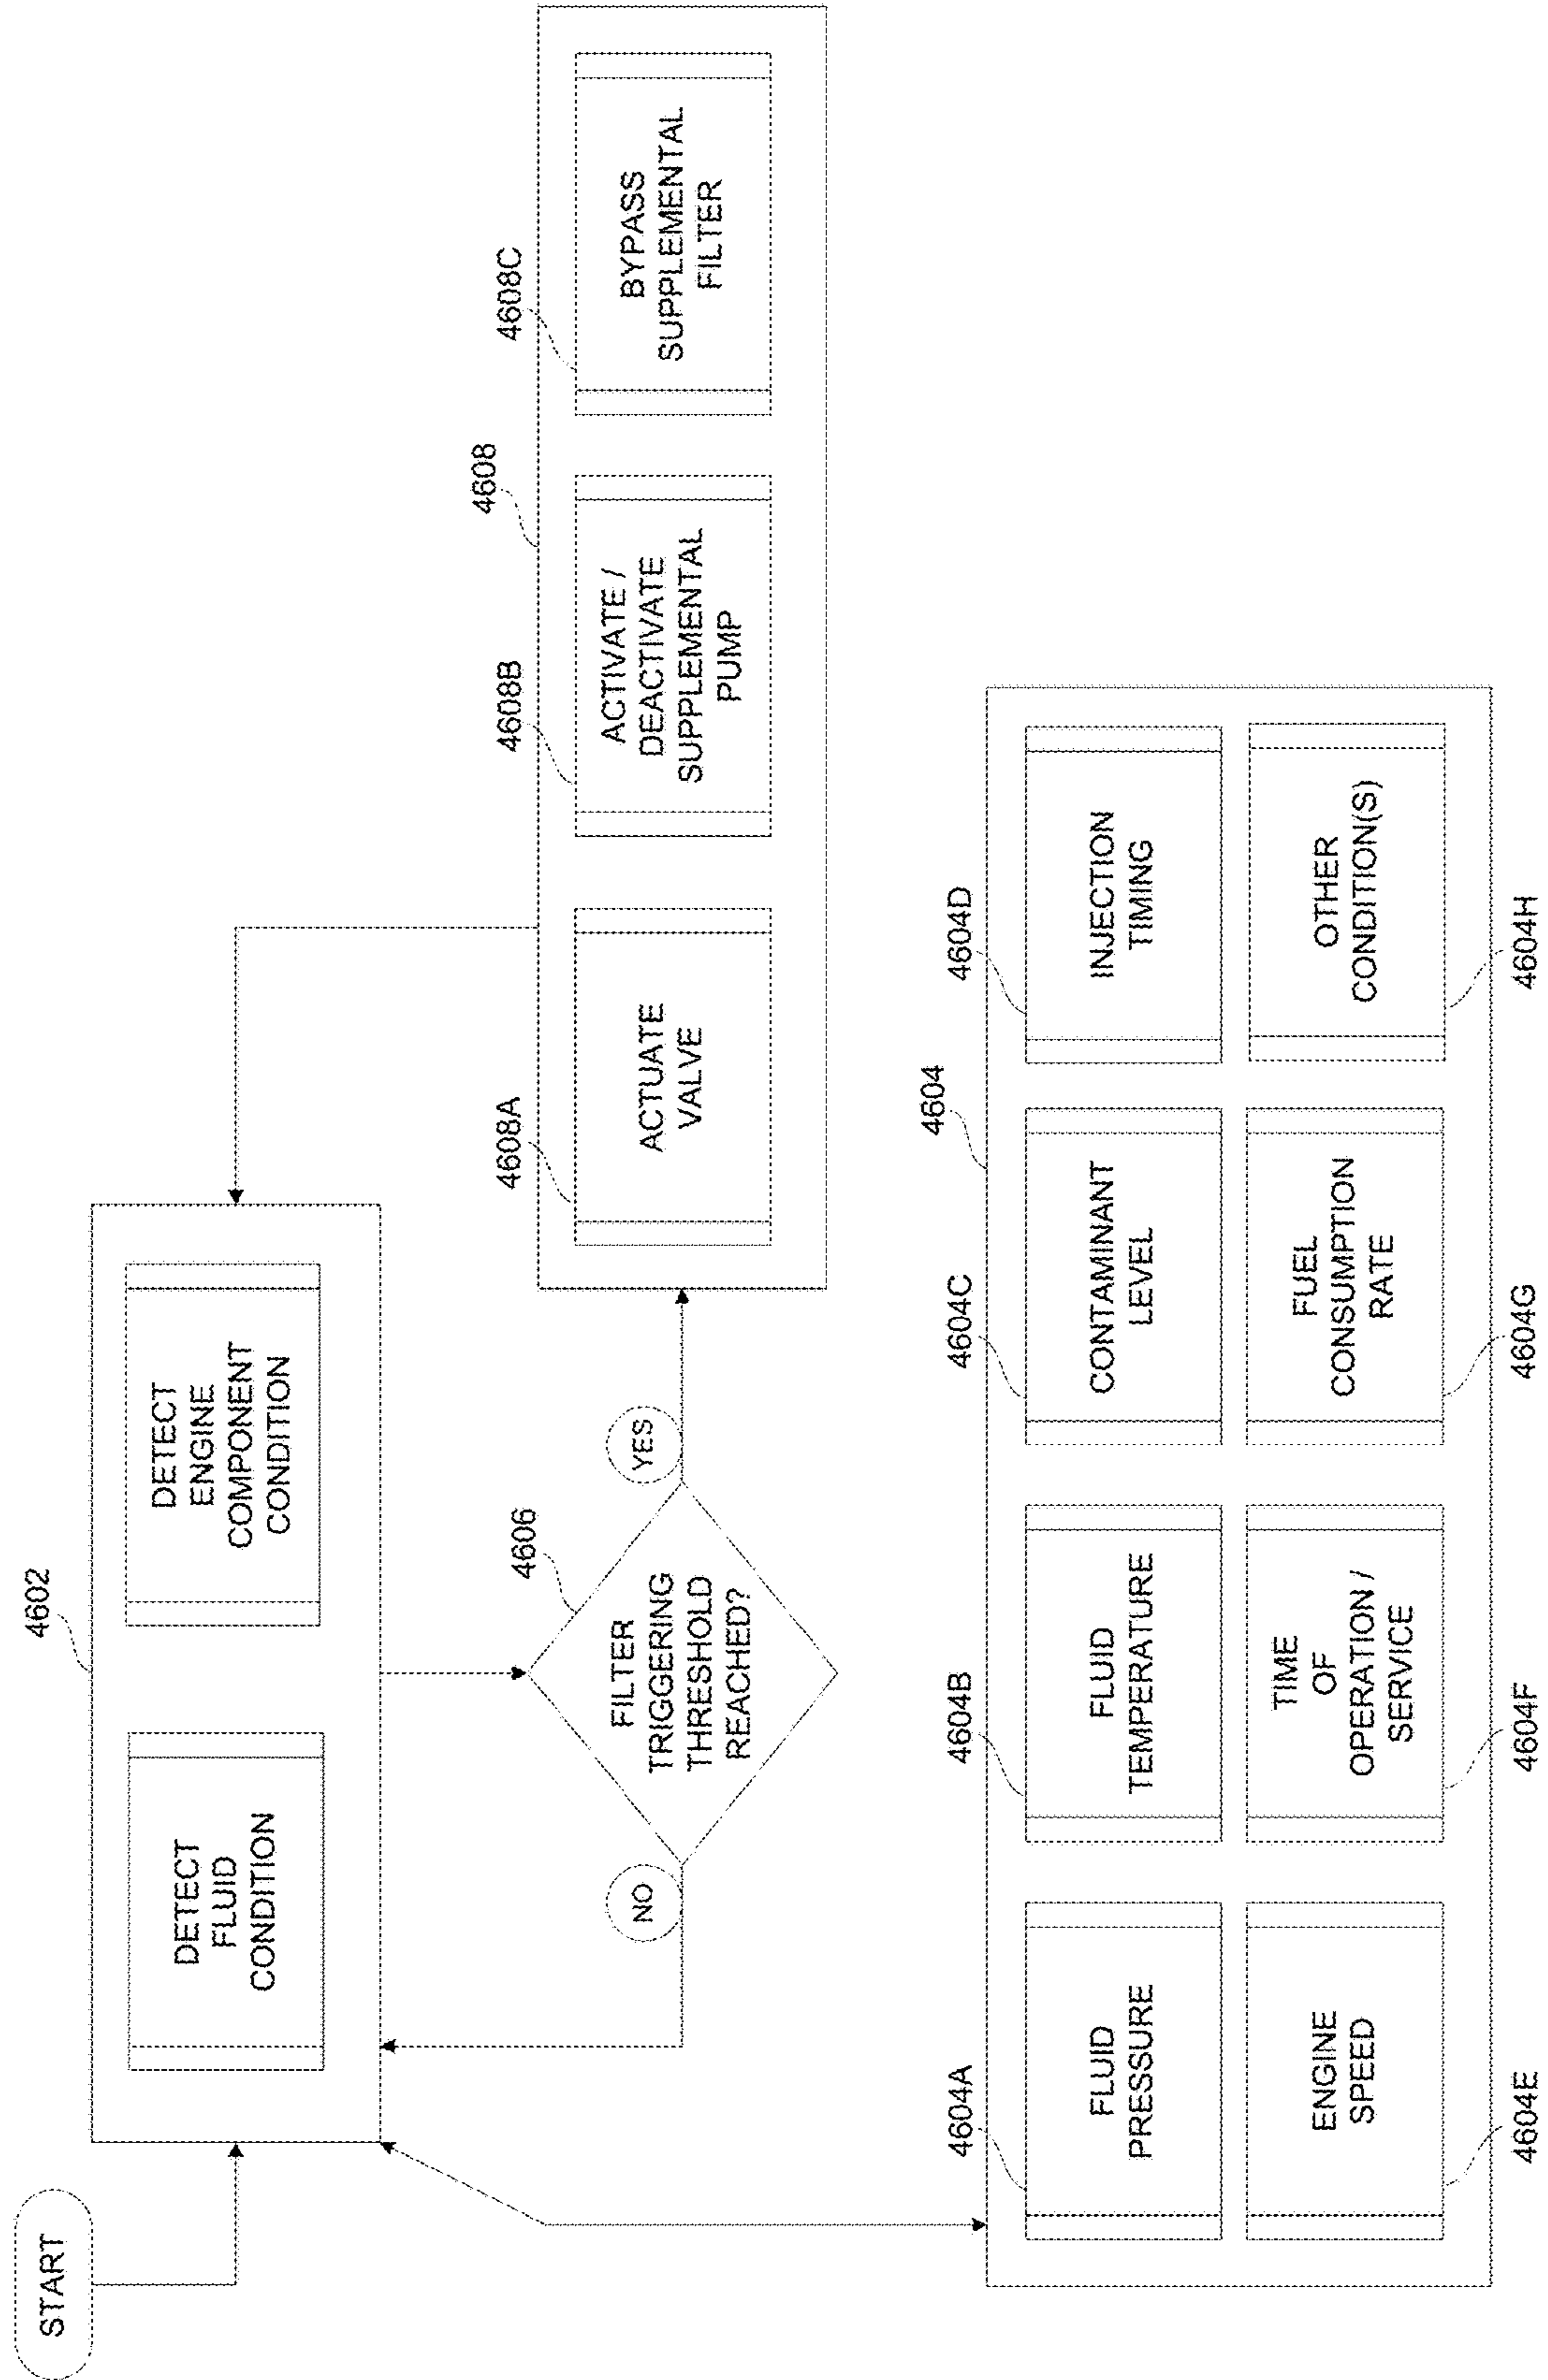 START
4602
DETECT
FLUID
CONDITION
DETECT
ENGINE
COMPONENT
CONDITION
4606
FILTER
TRIGGERING
THRESHOLD
REACHED?
NO
YES
4608
4608A
ACTUATE
VALVE
4608B
ACTIVATE /
DEACTIVATE
SUPPLEMENTAL
PUMP
4608C
BYPASS
SUPPLEMENTAL
FILTER
4604
4604A
FLUID
PRESSURE
4604B
FLUID
TEMPERATURE
4604C
CONTAMINANT
LEVEL
4604D
INJECTION
TIMING
ENGINE
SPEED
4604E
TIME
OF
OPERATION /
SERVICE
4604F
FUEL
CONSUMPTION
RATE
4604G
OTHER
CONDITION(S)
4604H